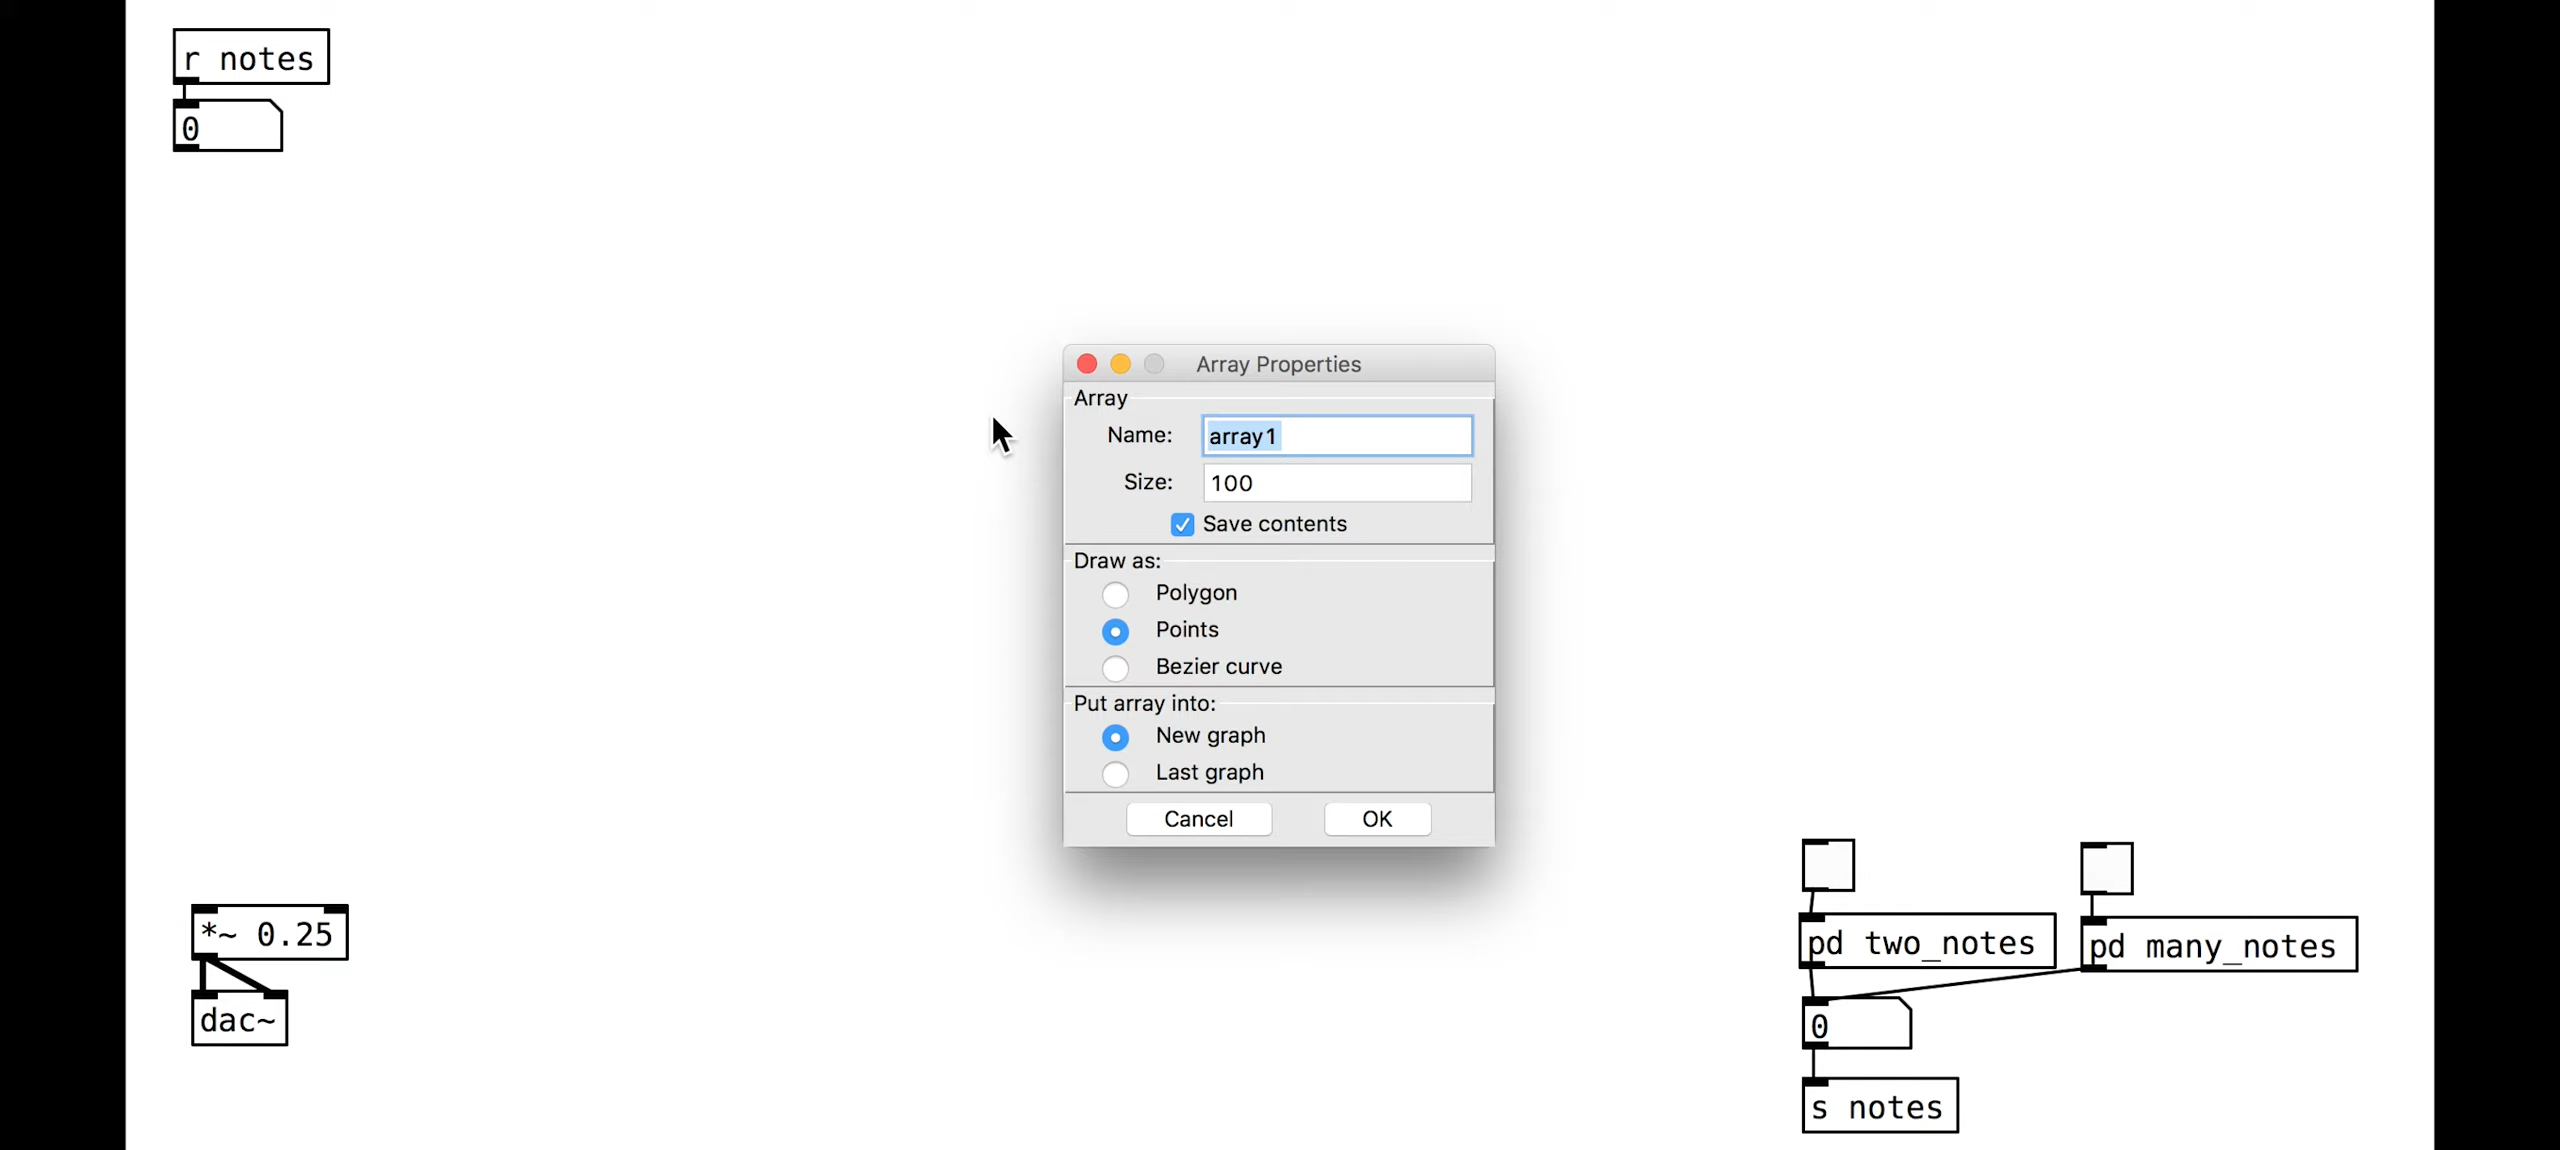 r notes
0
Array Properties
Array
Name: array1
Size: 100
Save contents
Draw as:
Polygon
Points
Bezier curve
Put array into:
New graph
Last graph
Cancel OK
*~ 0.25
dac~
pd two_notes
pd many_notes
0
s notes